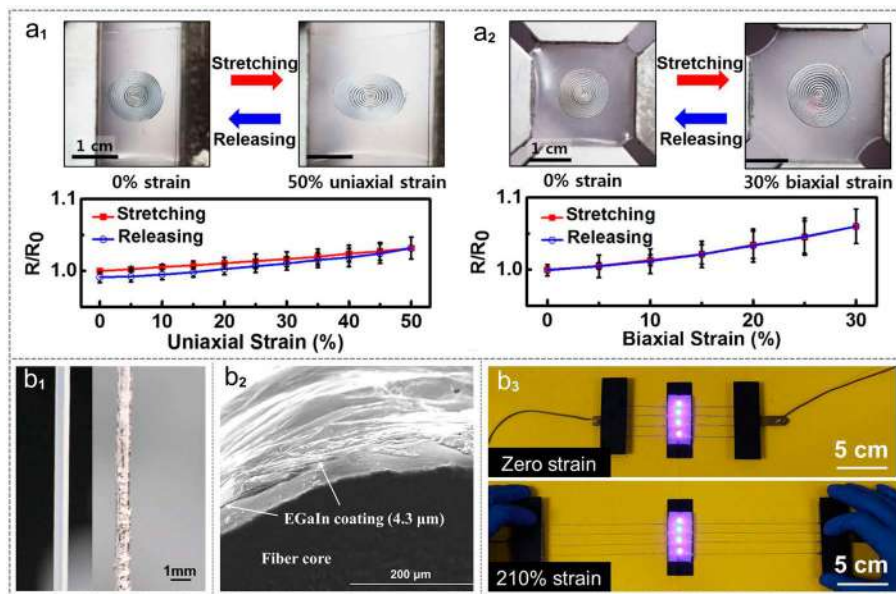 a1
Stretching
Releasing
1 cm
0% strain
50% uniaxial strain
a2
Stretching
Releasing
1 cm
0% strain
30% biaxial strain
R/R0
1.1
1.0
Stretching
Releasing
0 10 20 30 40 50
Uniaxial Strain (%)
R/R0
1.1
1.0
Stretching
Releasing
0 10 20 30
Biaxial Strain (%)
b1
1mm
b2
EGaIn coating (4.3 μm)
Fiber core
200 μm
b3
Zero strain
5 cm
210% strain
5 cm